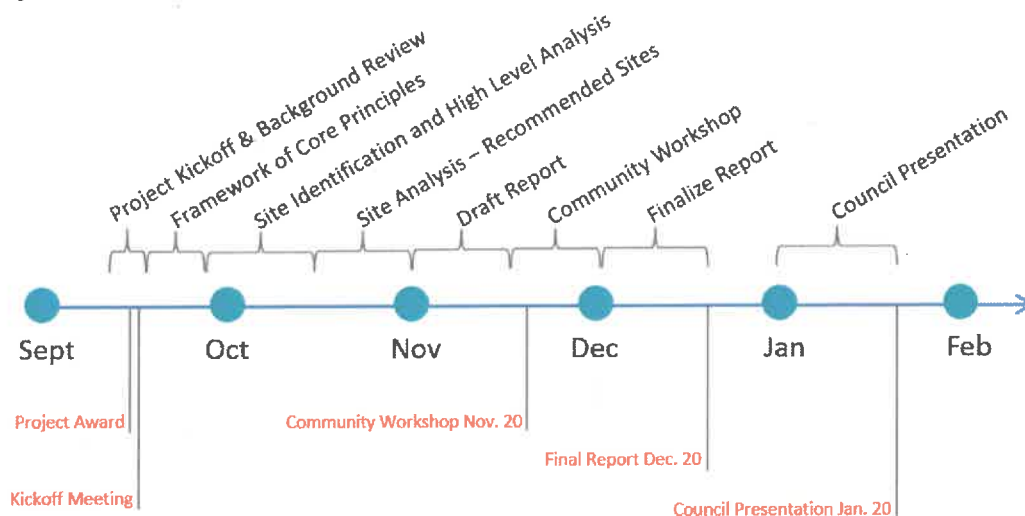 Project Kickoff & Background Review
Framework of Core Principles
Site Identification and High Level Analysis
Site Analysis – Recommended Sites
Draft Report
Community Workshop
Finalize Report
Council Presentation
Sept
Oct
Nov
Dec
Jan
Feb
Project Award
Community Workshop Nov. 20
Final Report Dec. 20
Kickoff Meeting
Council Presentation Jan. 20